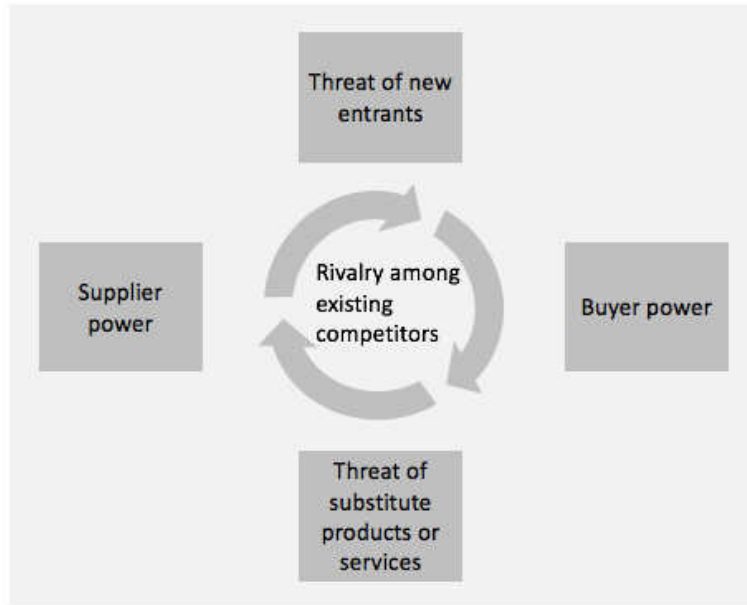 Threat of new
entrants
Supplier
power
Rivalry among
existing
competitors
Buyer power
Threat of
substitute
products or
services